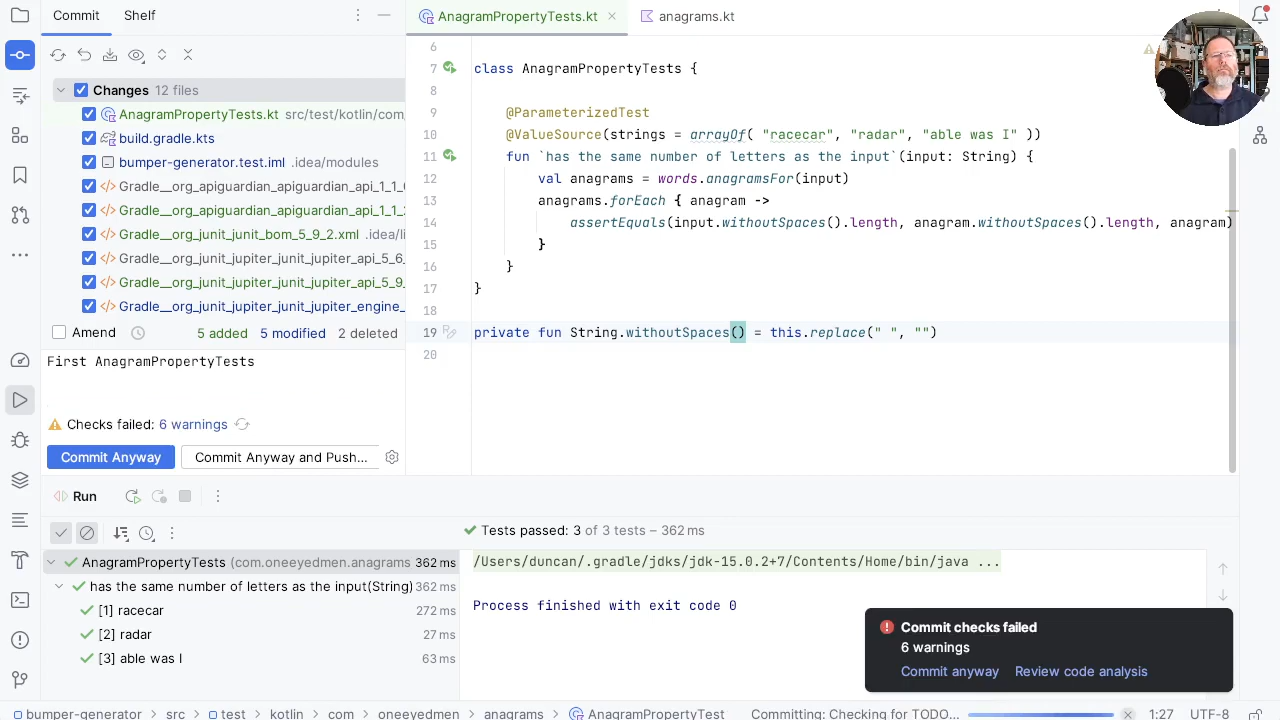 Commit Shelf
Changes 12 files
AnagramPropertyTests.kt src/test/kotlin/com
build.gradle.kts
bumper-generator.test.iml .idea/modules
Gradle__org_apiguardian_apiguardian_api_1_1_
Gradle__org_apiguardian_apiguardian_api_1_1_
Gradle__org_junit_junit_bom_5_9_2.xml .idea/li
Gradle__org_junit_jupiter_junit_jupiter_api_5_6_
Gradle__org_junit_jupiter_junit_jupiter_api_5_9_
Gradle__org_junit_jupiter_junit_jupiter_engine_
Amend 5 added 5 modified 2 deleted
First AnagramPropertyTests
Checks failed: 6 warnings
Commit Anyway Commit Anyway and Push...
AnagramPropertyTests.kt anagrams.kt
6
7 class AnagramPropertyTests {
8
9 @ParameterizedTest
10 @ValueSource(strings = arrayOf( "racecar", "radar", "able was I" ))
11 fun `has the same number of letters as the input`(input: String) {
12 val anagrams = words.anagramsFor(input)
13 anagrams.forEach { anagram ->
14 assertEquals(input.withoutSpaces().length, anagram.withoutSpaces().length, anagram)
15 }
16 }
17 }
18
19 private fun String.withoutSpaces() = this.replace(" ", "")
20
Run
Tests passed: 3 of 3 tests – 362 ms
AnagramPropertyTests (com.oneeyedmen.anagrams 362 ms
has the same number of letters as the input(String) 362 ms
[1] racecar 272 ms
[2] radar 27 ms
[3] able was I 63 ms
/Users/duncan/.gradle/jdks/jdk-15.0.2+7/Contents/Home/bin/java ...
Process finished with exit code 0
Commit checks failed
6 warnings
Commit anyway Review code analysis
bumper-generator > src > test > kotlin > com > oneeyedmen > anagrams > AnagramPropertyTest Committing: Checking for TODO... 1:27 UTF-8